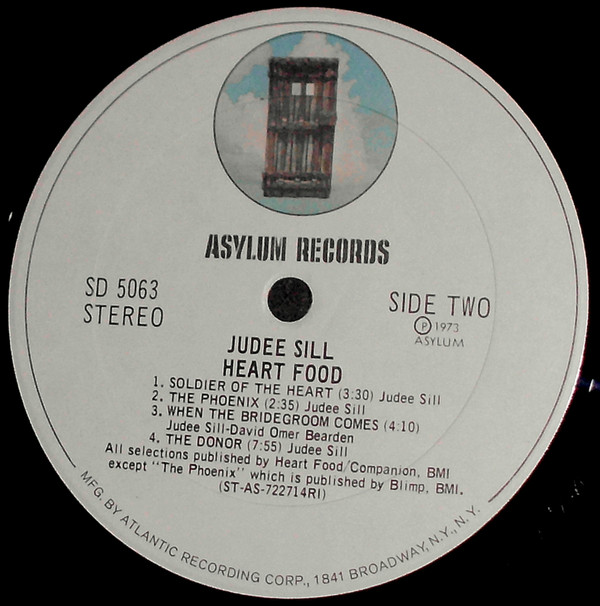 ASYLUM RECORDS
SD 5063
STEREO
SIDE TWO
℗ 1973
ASYLUM
JUDEE SILL
HEART FOOD
1. SOLDIER OF THE HEART (3:30) Judee Sill
2. THE PHOENIX (2:35) Judee Sill
3. WHEN THE BRIDEGROOM COMES (4:10)
Judee Sill-David Omer Bearden
4. THE DONOR (7:55) Judee Sill
All selections published by Heart Food/Companion, BMI
except "The Phoenix" which is published by Blimp, BMI.
(ST-AS-722714RI)
MFG. BY ATLANTIC RECORDING CORP., 1841 BROADWAY, N.Y., N.Y.